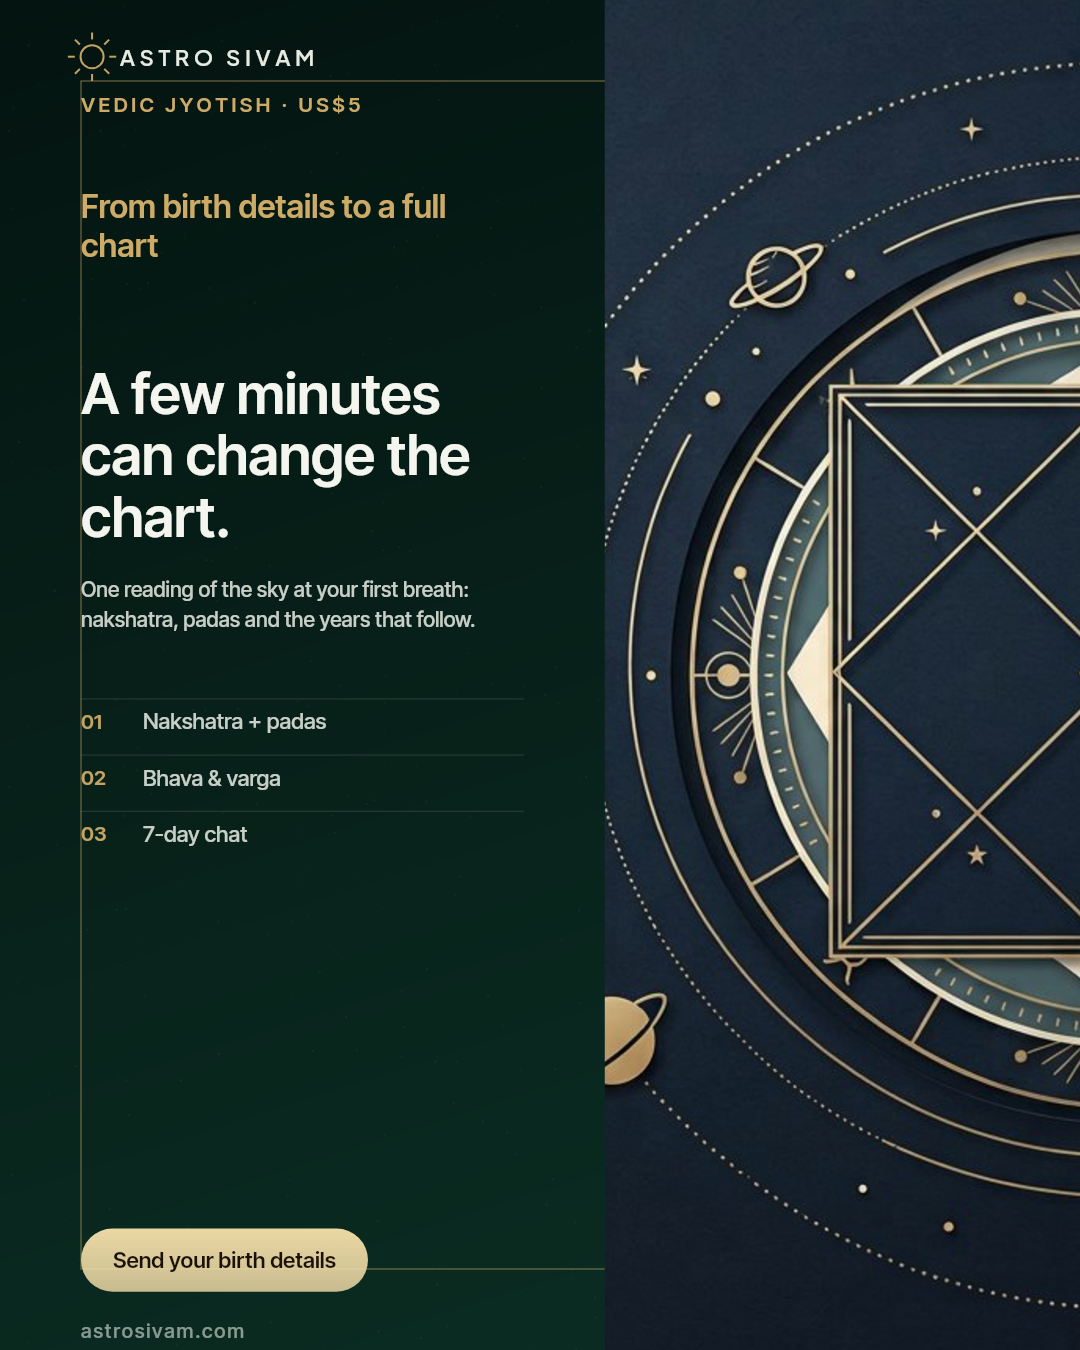 ASTRO SIVAM
VEDIC JYOTISH · US$5
From birth details to a full
chart
A few minutes
can change the
chart.
One reading of the sky at your first breath:
nakshatra, padas and the years that follow.
01 Nakshatra + padas
02 Bhava & varga
03 7-day chat
Send your birth details
astrosivam.com